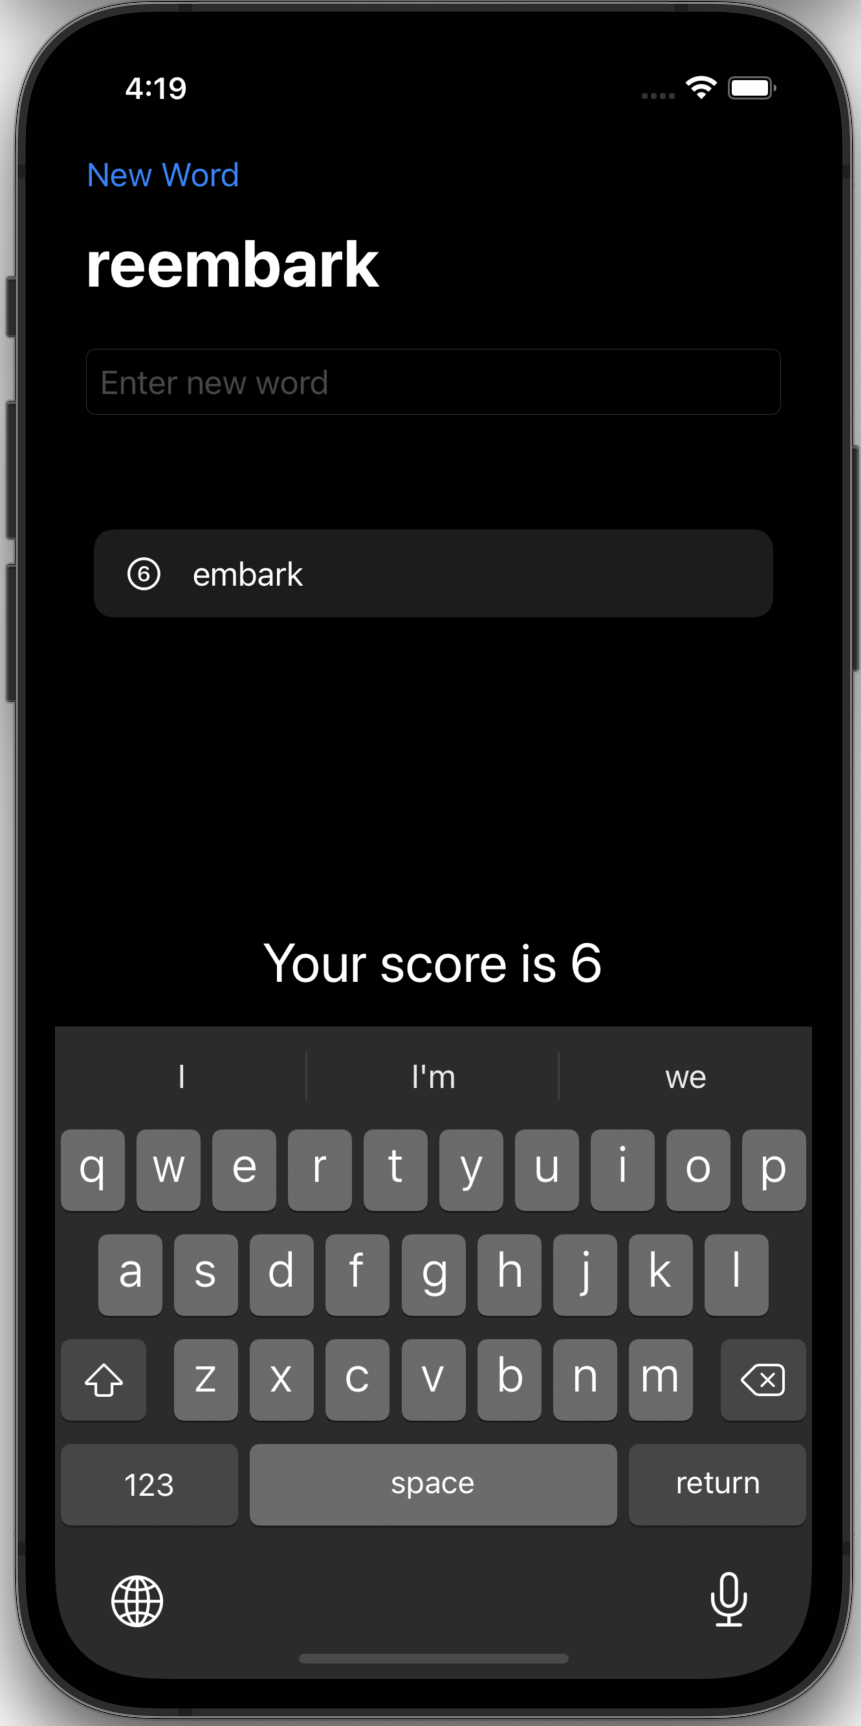 4:19
New Word
reembark
Enter new word
6 embark
Your score is 6
I I'm we
q w e r t y u i o p
a s d f g h j k l
z x c v b n m
123 space return